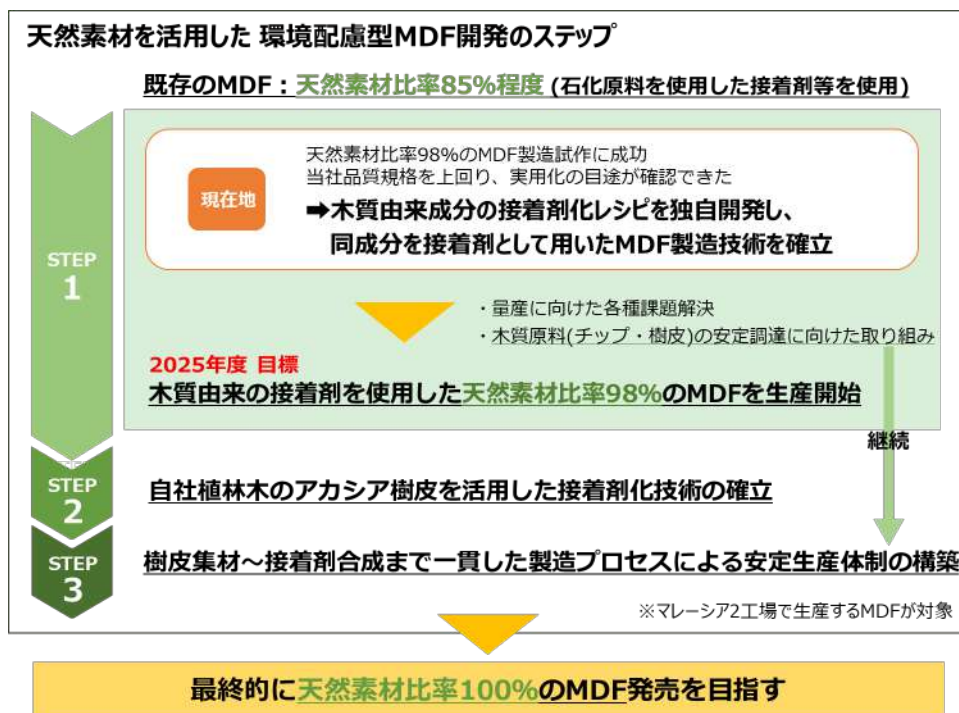 天然素材を活用した 環境配慮型MDF開発のステップ
既存のMDF：天然素材比率85%程度 (石化原料を使用した接着剤等を使用)
現在地
天然素材比率98%のMDF製造試作に成功
当社品質規格を上回り、実用化の目途が確認できた
➡木質由来成分の接着剤化レシピを独自開発し、
同成分を接着剤として用いたMDF製造技術を確立
STEP
1
・量産に向けた各種課題解決
・木質原料(チップ・樹皮)の安定調達に向けた取り組み
2025年度 目標
木質由来の接着剤を使用した天然素材比率98%のMDFを生産開始
継続
STEP
2
自社植林木のアカシア樹皮を活用した接着剤化技術の確立
STEP
3
樹皮集材～接着剤合成まで一貫した製造プロセスによる安定生産体制の構築
※マレーシア2工場で生産するMDFが対象
最終的に天然素材比率100%のMDF発売を目指す